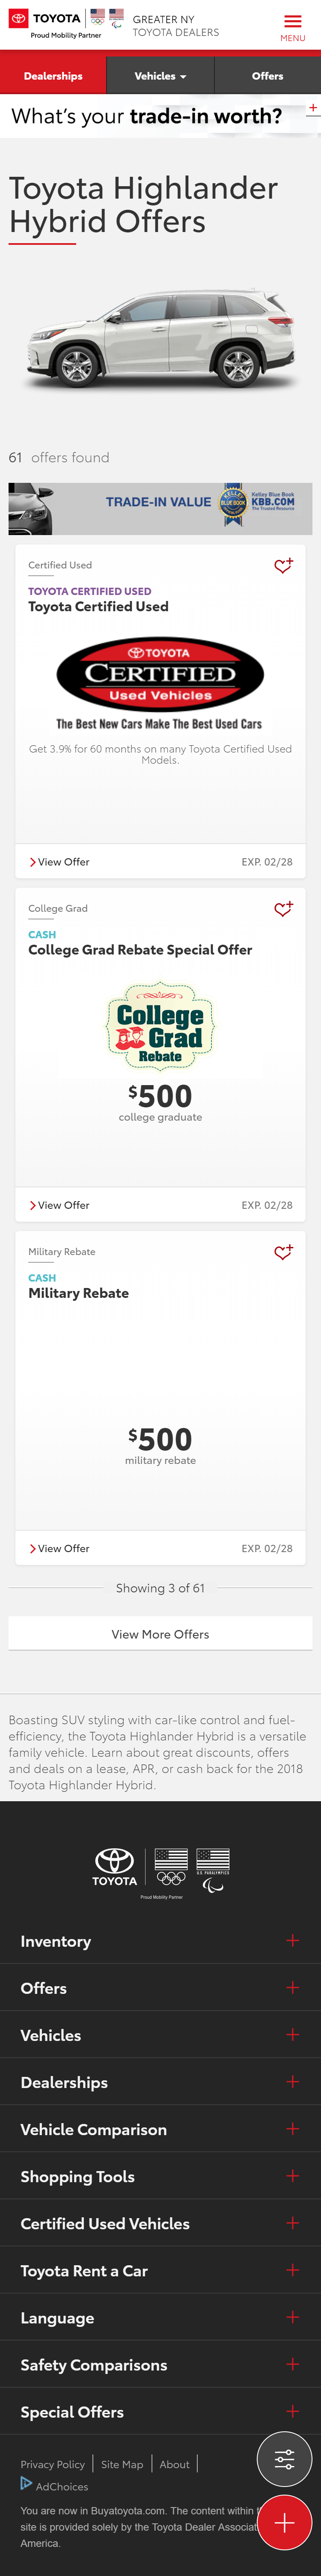 TOYOTA
Proud Mobility Partner
GREATER NY
TOYOTA DEALERS
MENU
Dealerships
Vehicles
Offers
What's your trade-in worth?
Toyota Highlander
Hybrid Offers
61 offers found
TRADE-IN VALUE
Kelley Blue Book
KBB.COM
The Trusted Resource
Certified Used
TOYOTA CERTIFIED USED
Toyota Certified Used
TOYOTA
CERTIFIED
Used Vehicles
The Best New Cars Make The Best Used Cars
Get 3.9% for 60 months on many Toyota Certified Used
Models.
View Offer
EXP. 02/28
College Grad
CASH
College Grad Rebate Special Offer
College
Grad
Rebate
$500
college graduate
View Offer
EXP. 02/28
Military Rebate
CASH
Military Rebate
$500
military rebate
View Offer
EXP. 02/28
Showing 3 of 61
View More Offers
Boasting SUV styling with car-like control and fuel-
efficiency, the Toyota Highlander Hybrid is a versatile
family vehicle. Learn about great discounts, offers
and deals on a lease, APR, or cash back for the 2018
Toyota Highlander Hybrid.
TOYOTA
U.S. PARALYMPICS
Proud Mobility Partner
Inventory
Offers
Vehicles
Dealerships
Vehicle Comparison
Shopping Tools
Certified Used Vehicles
Toyota Rent a Car
Language
Safety Comparisons
Special Offers
Privacy Policy
Site Map
About
AdChoices
You are now in Buyatoyota.com. The content within
site is provided solely by the Toyota Dealer Associat
America.